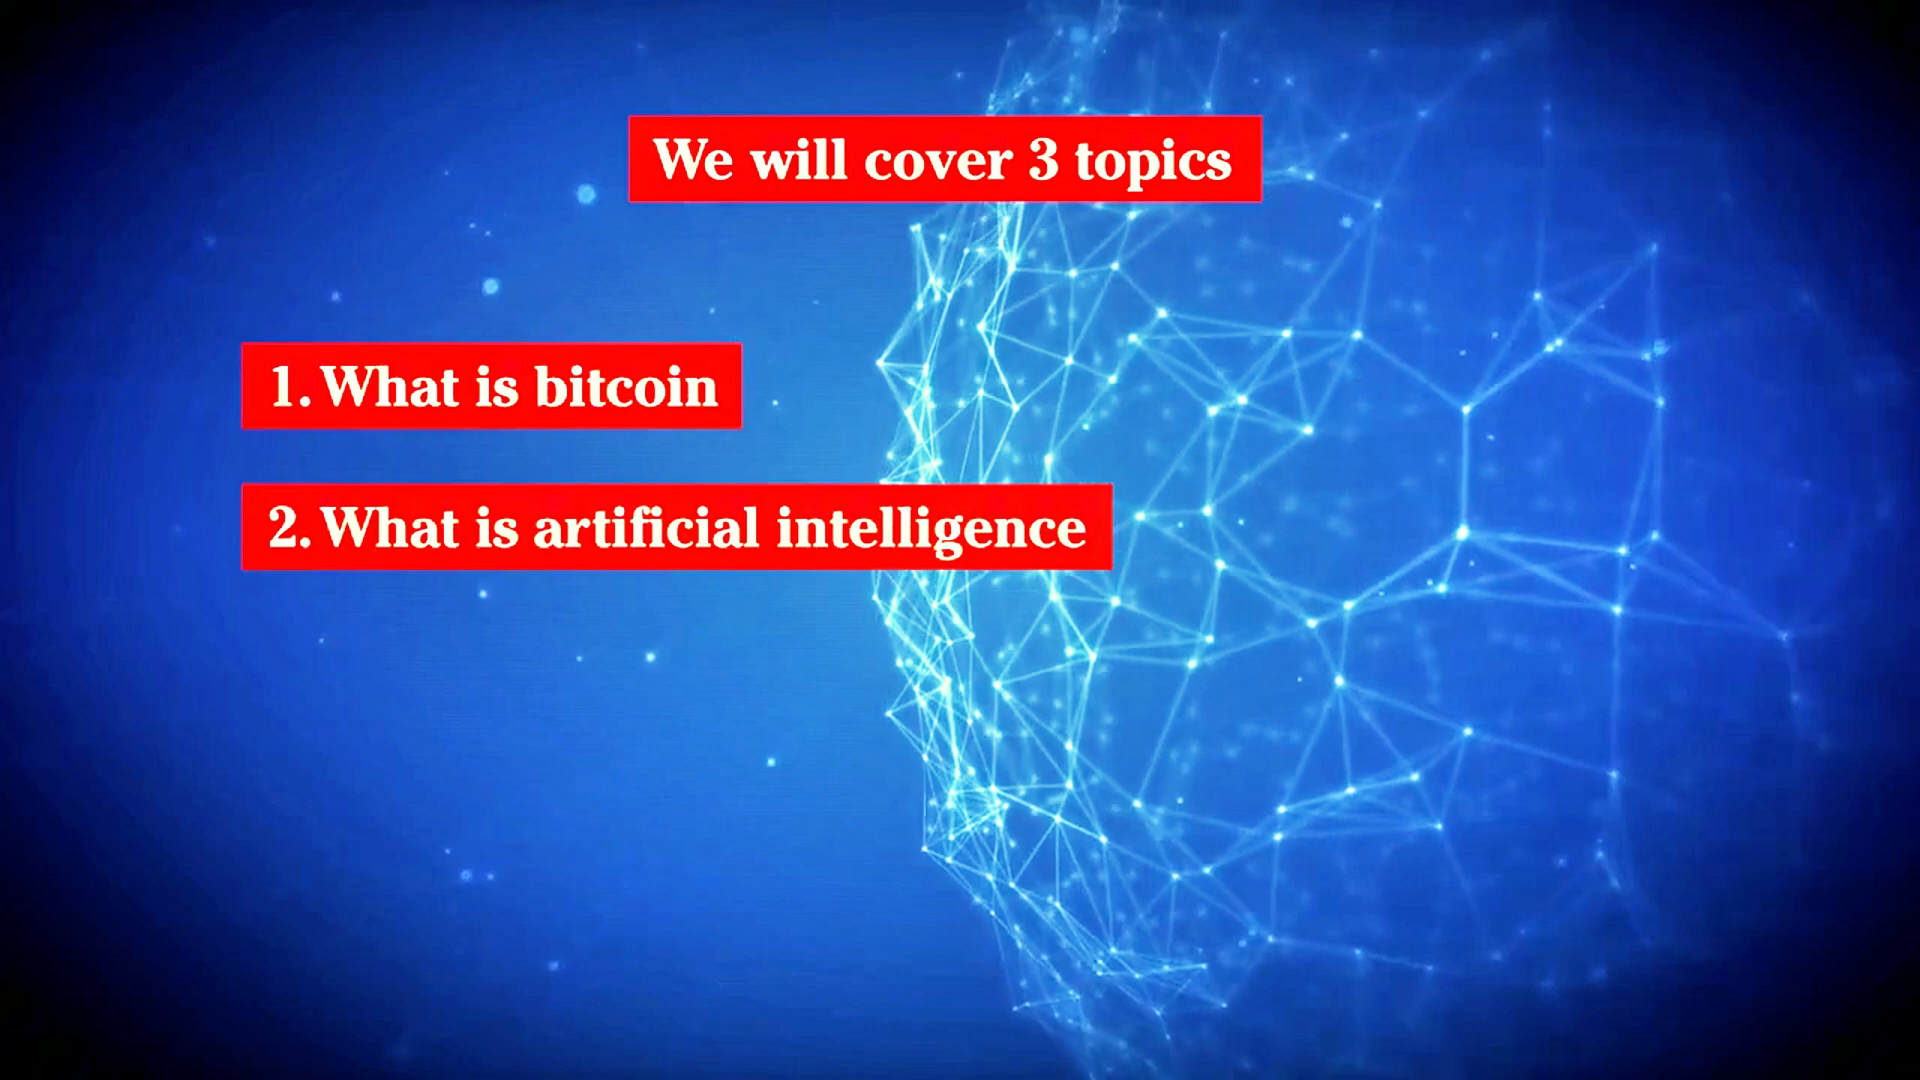 We will cover 3 topics
1. What is bitcoin
2. What is artificial intelligence